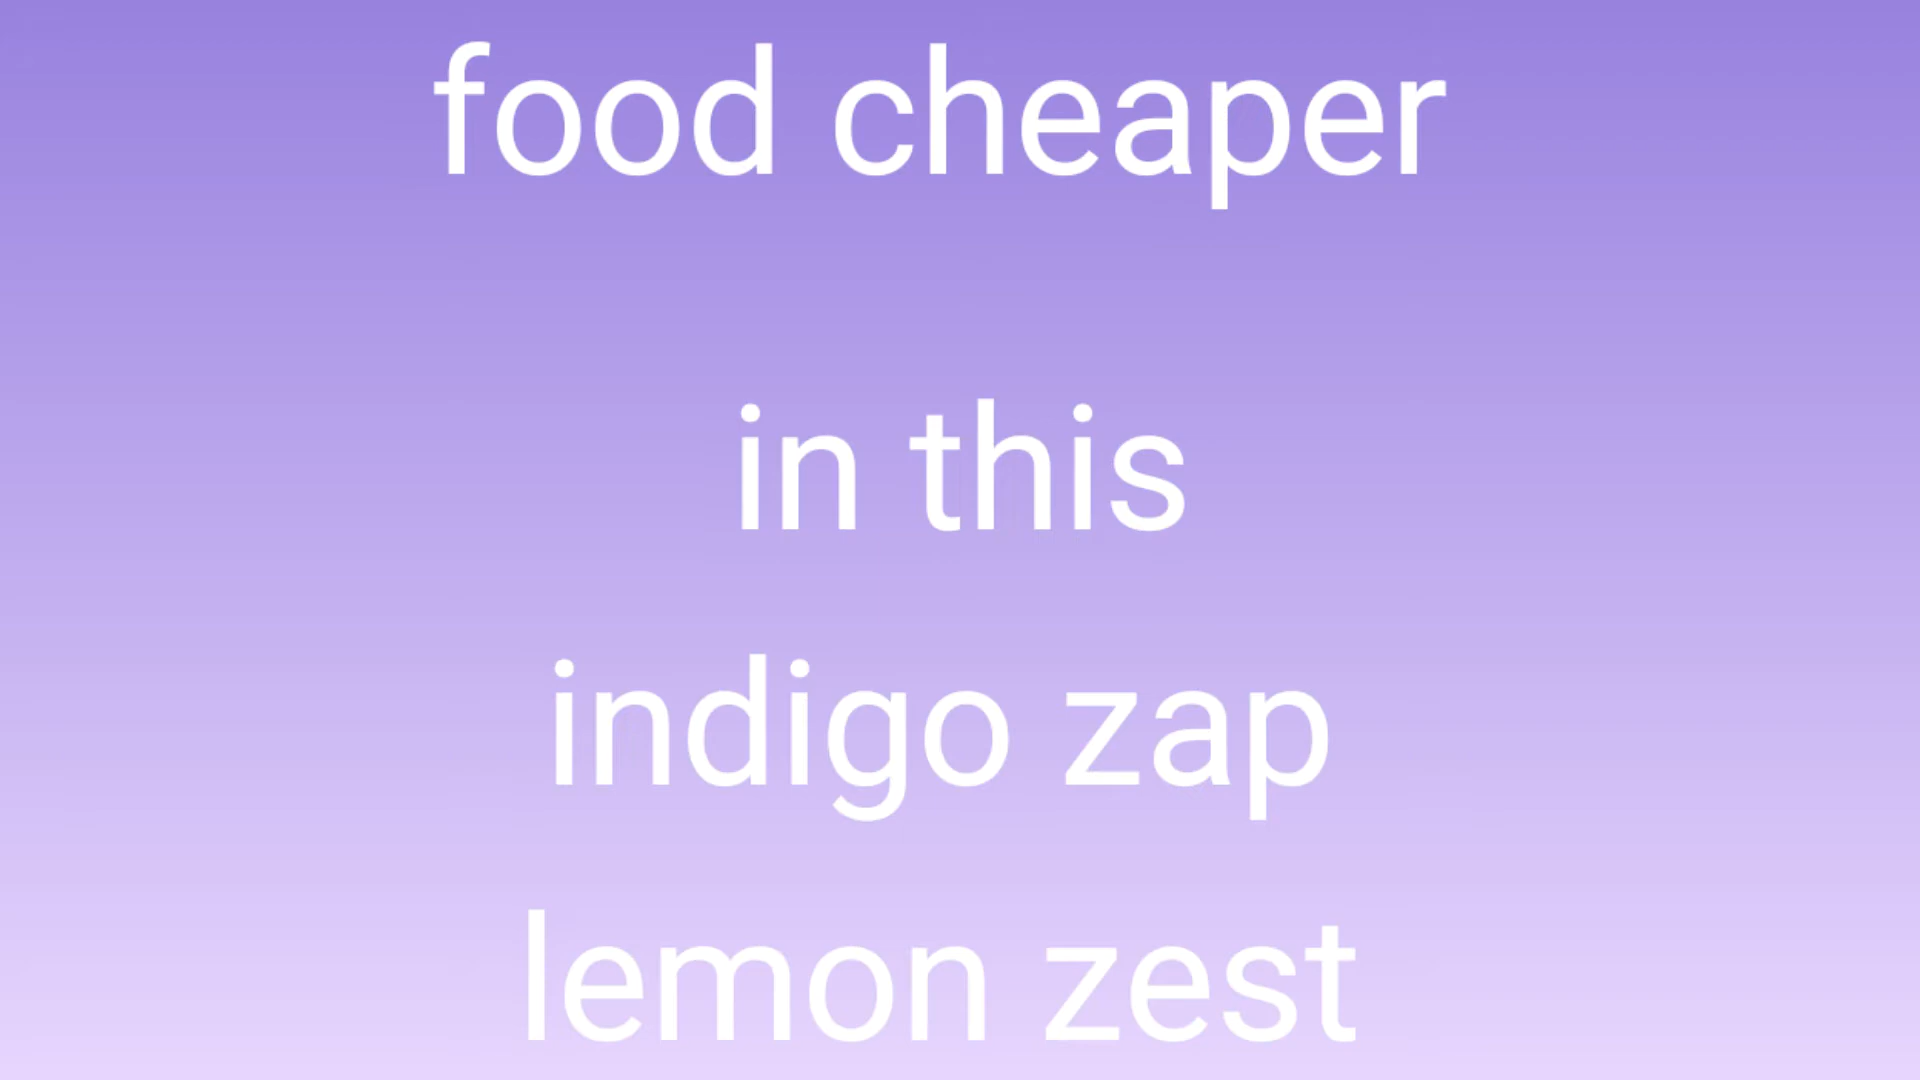 food cheaper
in this
indigo zap
lemon zest